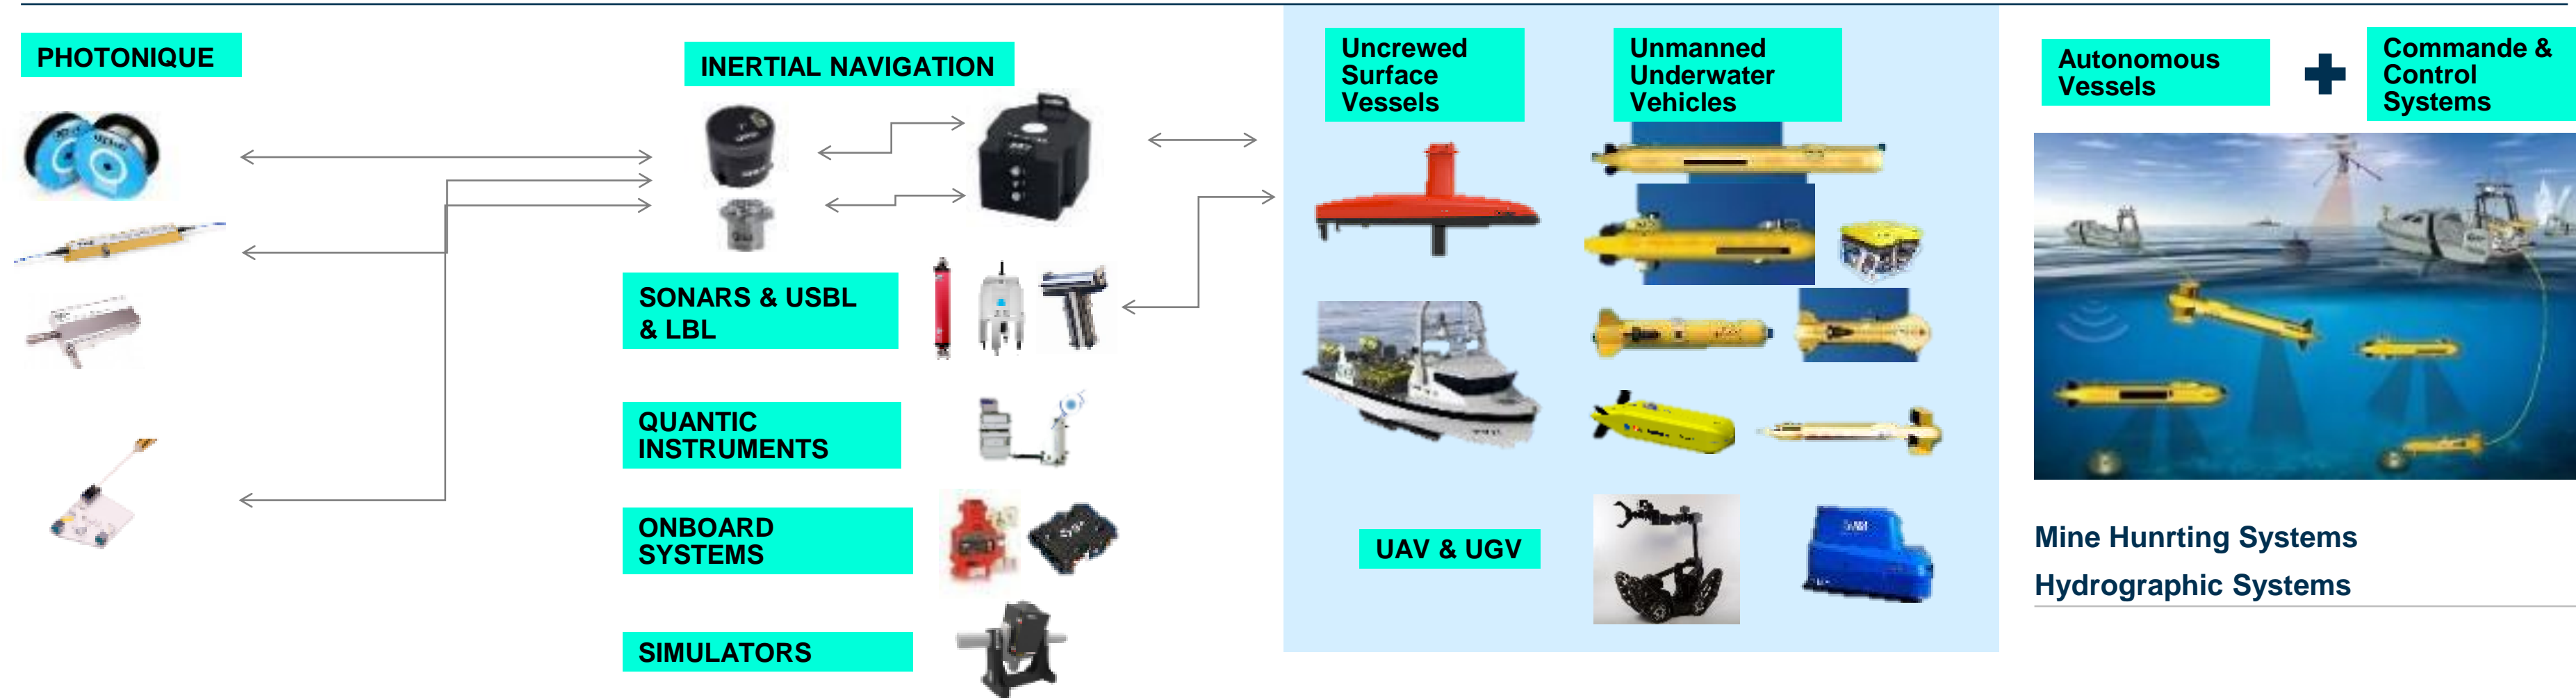 PHOTONIQUE
INERTIAL NAVIGATION
SONARS & USBL
& LBL
QUANTIC
INSTRUMENTS
ONBOARD
SYSTEMS
SIMULATORS
Uncrewed
Surface
Vessels
Unmanned
Underwater
Vehicles
UAV & UGV
Autonomous
Vessels
Commande &
Control
Systems
Mine Hunrting Systems
Hydrographic Systems